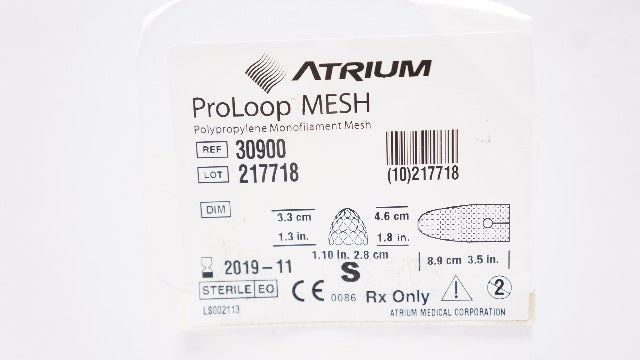 ATRIUM
ProLoop MESH
Polypropylene Monofilament Mesh
REF 30900
LOT 217718
(10)217718
DIM
3.3 cm 4.6 cm
1.3 in. 1.8 in.
1.10 in. 2.8 cm
8.9 cm 3.5 in.
S
2019-11
STERILE EO
CE 0086 Rx Only 2
LS002113
ATRIUM MEDICAL CORPORATION